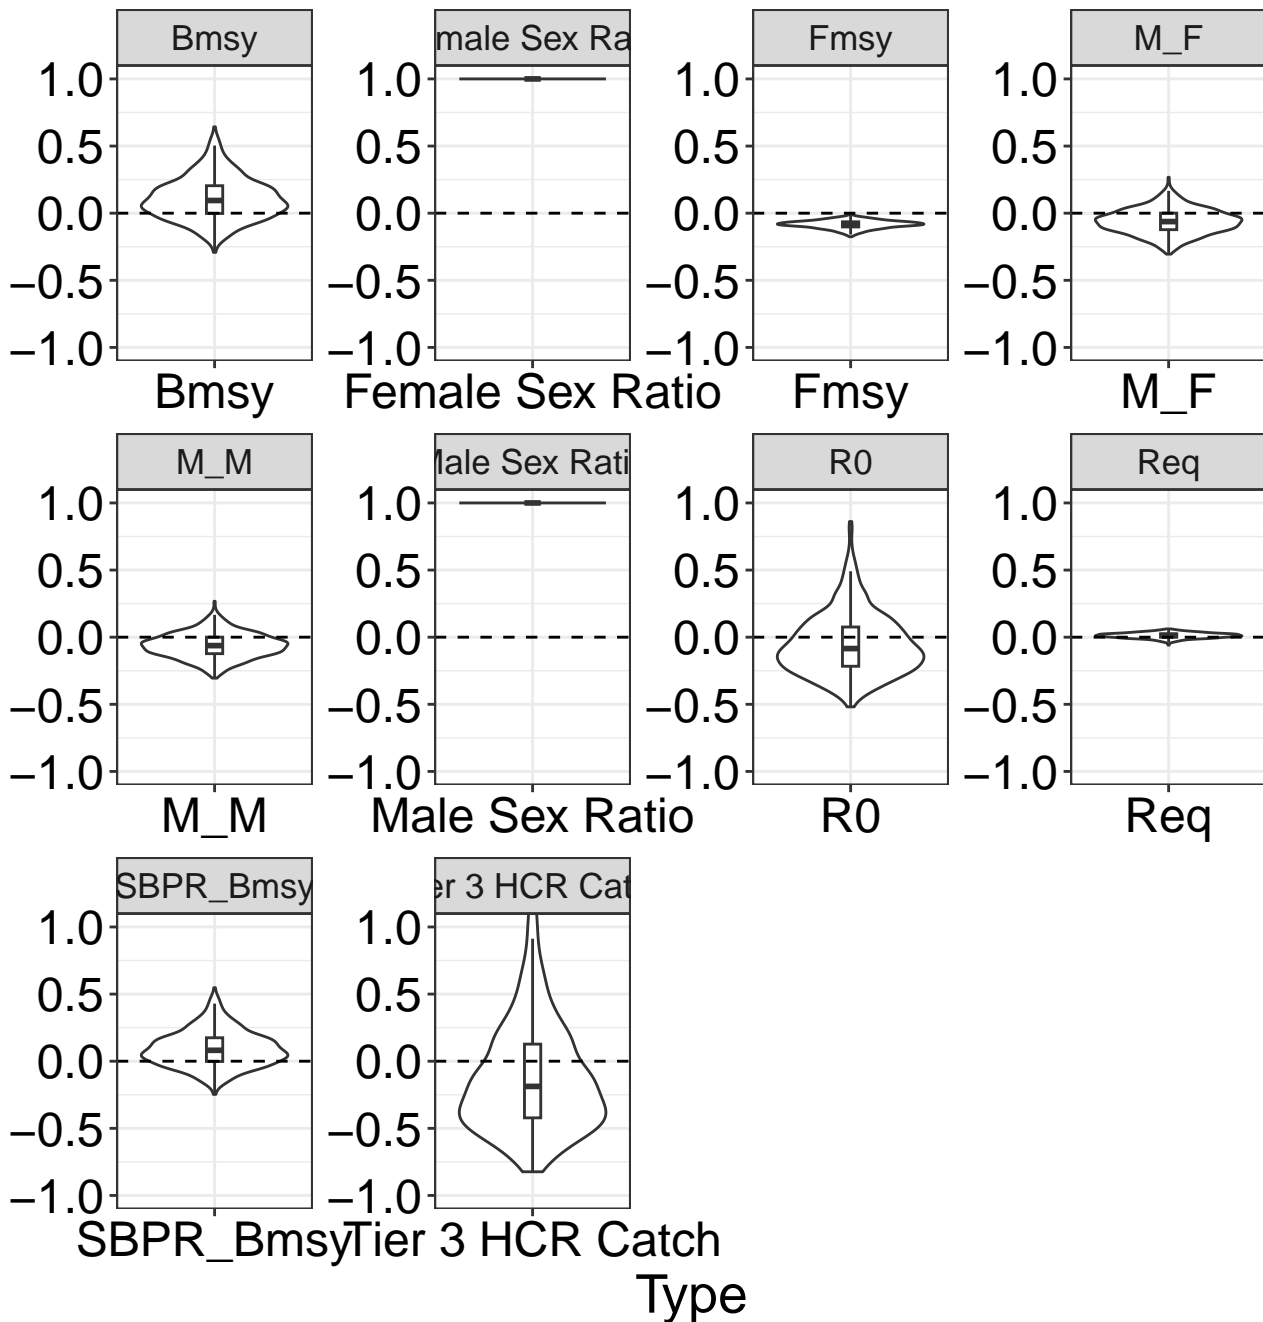 Bmsy male Sex Ra Fmsy M_F
1.0 1.0 1.0 1.0
0.5 0.5 0.5 0.5
0.0 0.0 0.0 0.0
−0.5 −0.5 −0.5 −0.5
−1.0 −1.0 −1.0 −1.0
Bmsy Female Sex Ratio Fmsy M_F
M_M Male Sex Rati R0 Req
1.0 1.0 1.0 1.0
0.5 0.5 0.5 0.5
0.0 0.0 0.0 0.0
−0.5 −0.5 −0.5 −0.5
−1.0 −1.0 −1.0 −1.0
M_M Male Sex Ratio R0 Req
SBPR_Bmsy er 3 HCR Cat
1.0 1.0
0.5 0.5
0.0 0.0
−0.5 −0.5
−1.0 −1.0
SBPR_Bmsy Tier 3 HCR Catch
Type